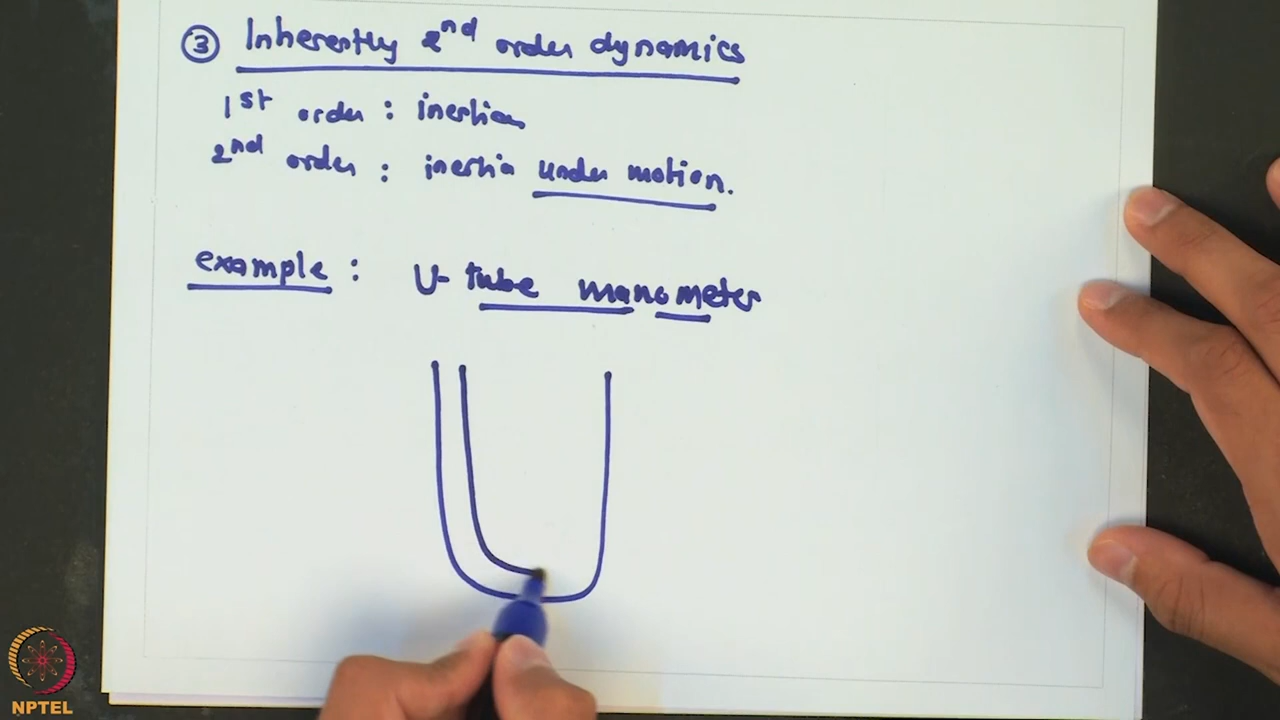 ③ Inherently 2nd order dynamics
1st order : inertia
2nd order : inertia under motion.
example : U-tube manometer
NPTEL